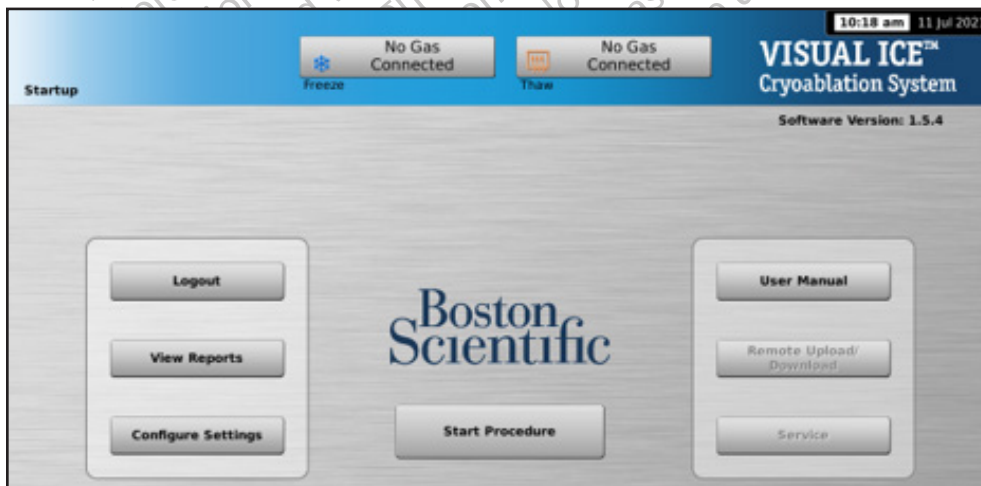 10:18 am 11 Jul 202
No Gas
Connected
Freeze
No Gas
Connected
Thaw
VISUAL ICE™
Cryoablation System
Startup
Software Version: 1.5.4
Logout
View Reports
Configure Settings
Boston
Scientific
Start Procedure
User Manual
Remote Upload/
Download
Service